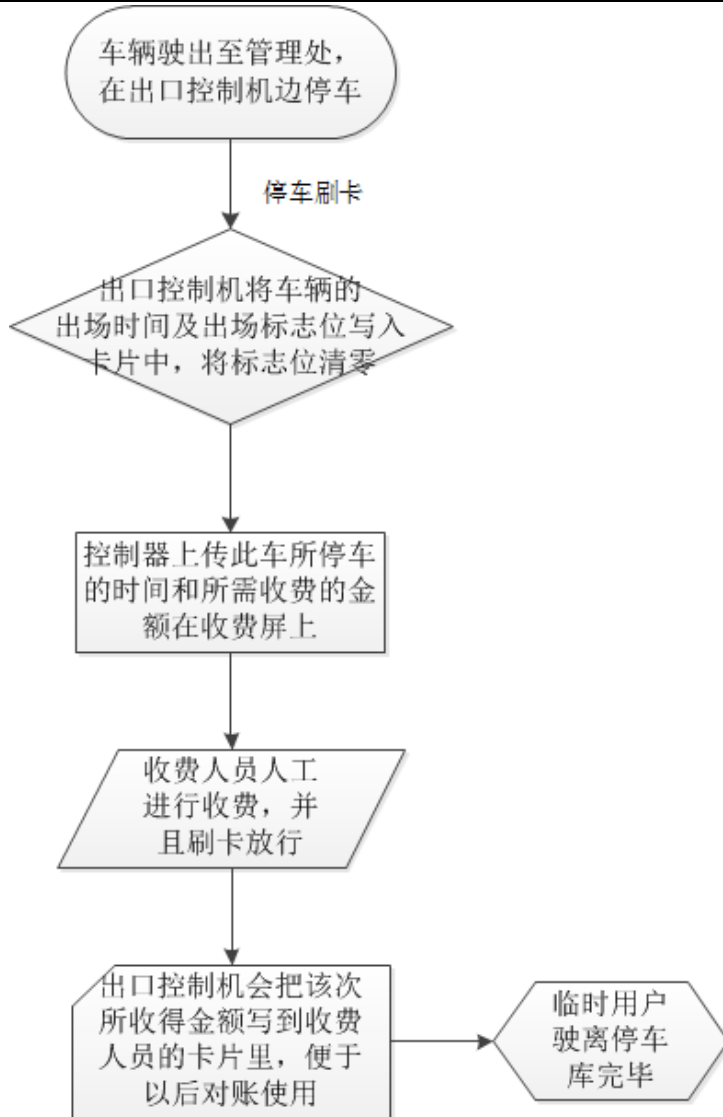 车辆驶出至管理处，
在出口控制机边停车
停车刷卡
出口控制机将车辆的
出场时间及出场标志位写入
卡片中，将标志位清零
控制器上传此车所停车
的时间和所需收费的金
额在收费屏上
收费人员人工
进行收费，并
且刷卡放行
出口控制机会把该次
所收得金额写到收费
人员的卡片里，便于
以后对账使用
临时用户
驶离停车
库完毕